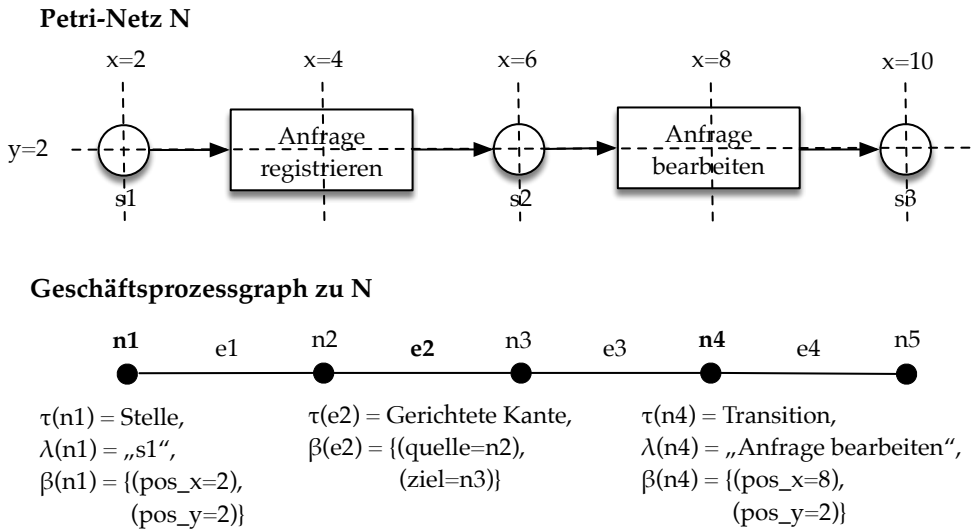 Petri-Netz N
x=2 x=4 x=6 x=8 x=10
y=2
Anfrage
registrieren
Anfrage
bearbeiten
s1 s2 s3
Geschäftsprozessgraph zu N
n1 e1 n2 e2 n3 e3 n4 e4 n5
τ(n1) = Stelle,
λ(n1) = „s1“,
β(n1) = {(pos_x=2),
(pos_y=2)}
τ(e2) = Gerichtete Kante,
β(e2) = {(quelle=n2),
(ziel=n3)}
τ(n4) = Transition,
λ(n4) = „Anfrage bearbeiten“,
β(n4) = {(pos_x=8),
(pos_y=2)}